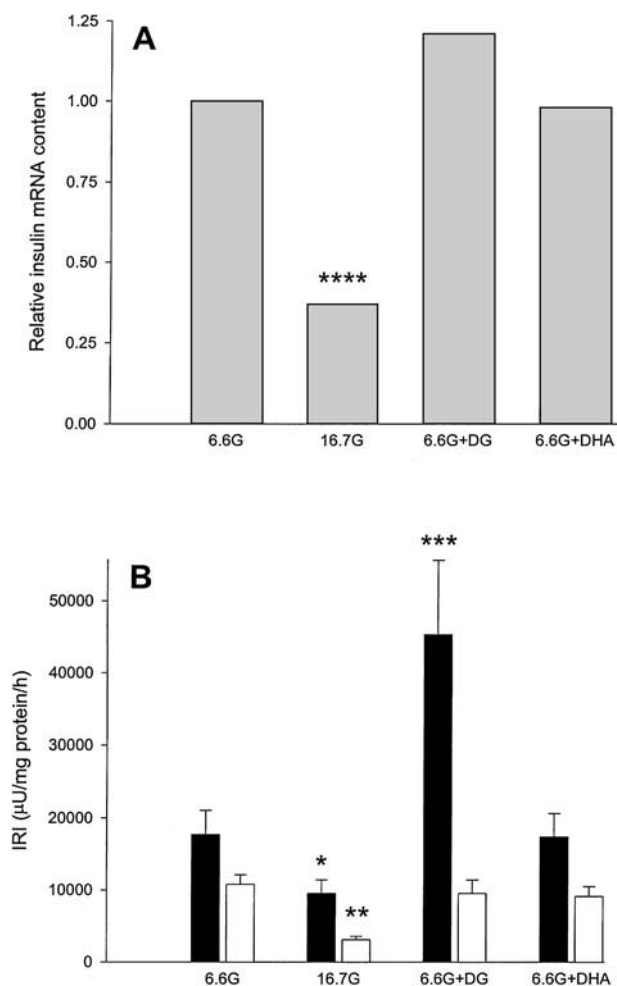 A
Relative insulin mRNA content
1.25
1.00
0.75
0.50
0.25
0.00
****
6.6G 16.7G 6.6G+DG 6.6G+DHA
B
IRI (μU/mg protein/h)
50000
40000
30000
20000
10000
0
***
*
**
6.6G 16.7G 6.6G+DG 6.6G+DHA